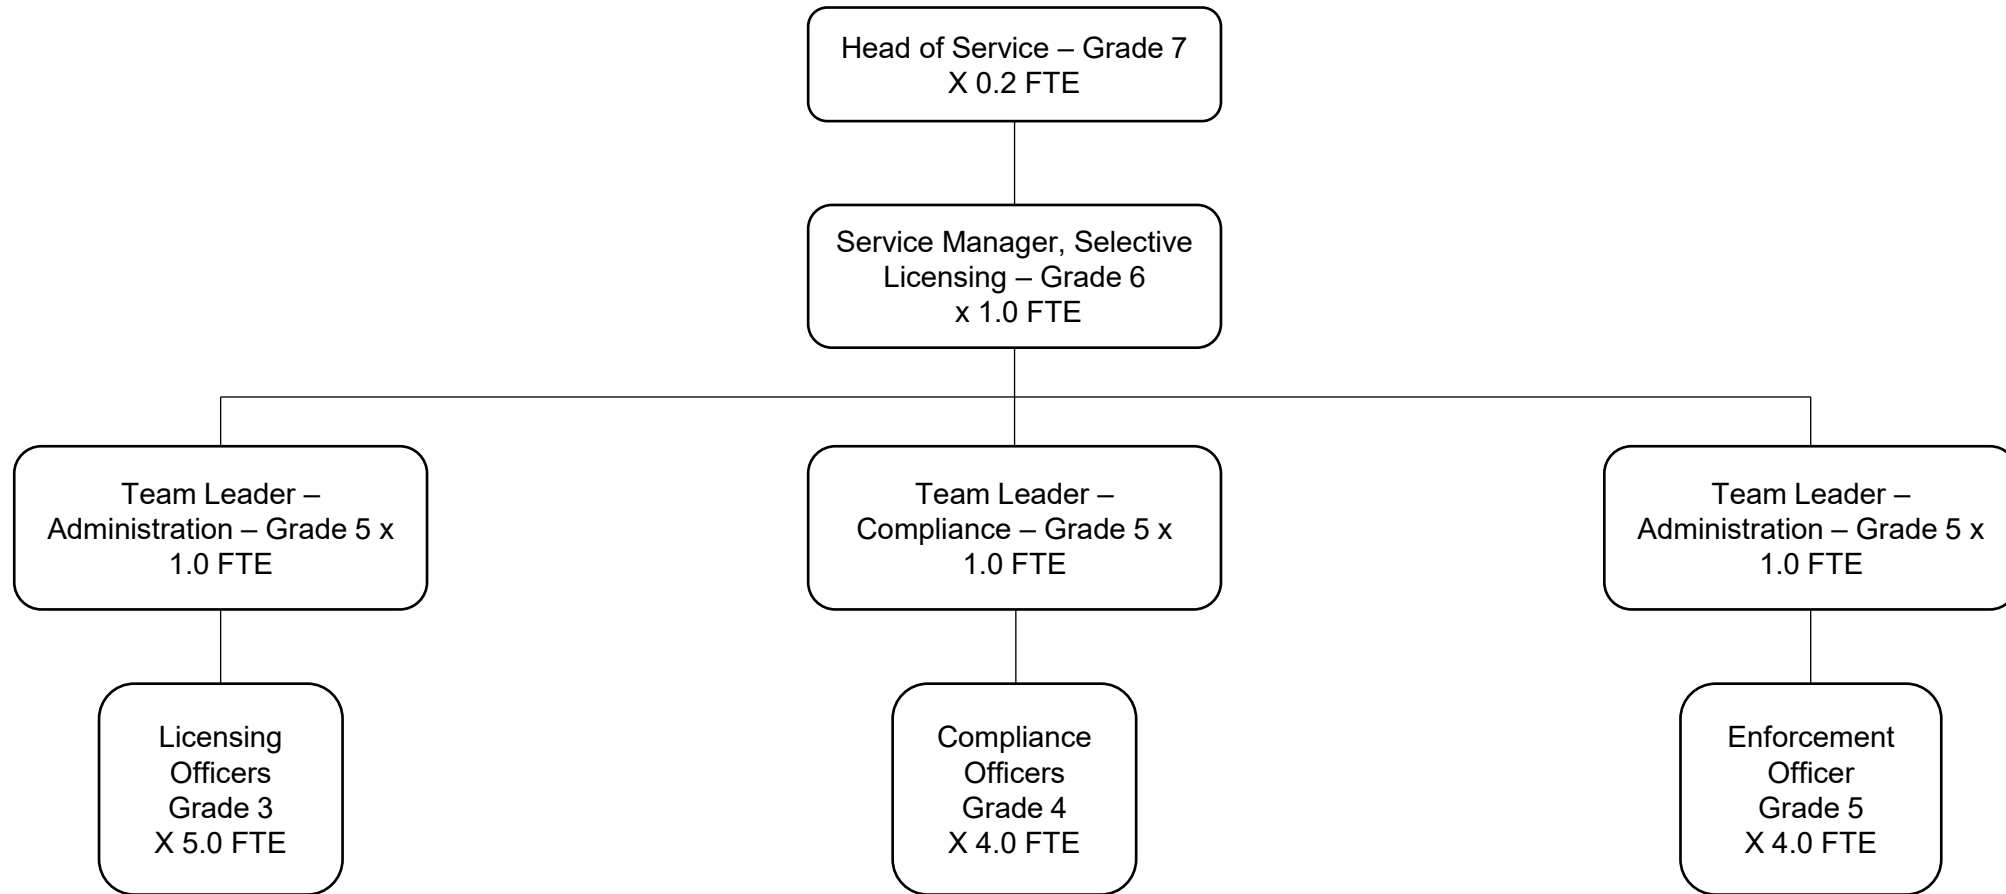 Head of Service – Grade 7
X 0.2 FTE
Service Manager, Selective
Licensing – Grade 6
x 1.0 FTE
Team Leader –
Administration – Grade 5 x
1.0 FTE
Team Leader –
Compliance – Grade 5 x
1.0 FTE
Team Leader –
Administration – Grade 5 x
1.0 FTE
Licensing
Officers
Grade 3
X 5.0 FTE
Compliance
Officers
Grade 4
X 4.0 FTE
Enforcement
Officer
Grade 5
X 4.0 FTE